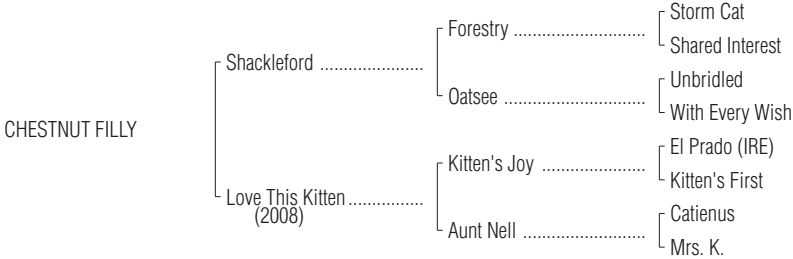 Storm Cat
Forestry ............................
Shared Interest
Shackleford ......................
Unbridled
Oatsee ..............................
With Every Wish
CHESTNUT FILLY
El Prado (IRE)
Kitten's Joy ......................
Kitten's First
Love This Kitten................
(2008)
Catienus
Aunt Nell ..........................
Mrs. K.